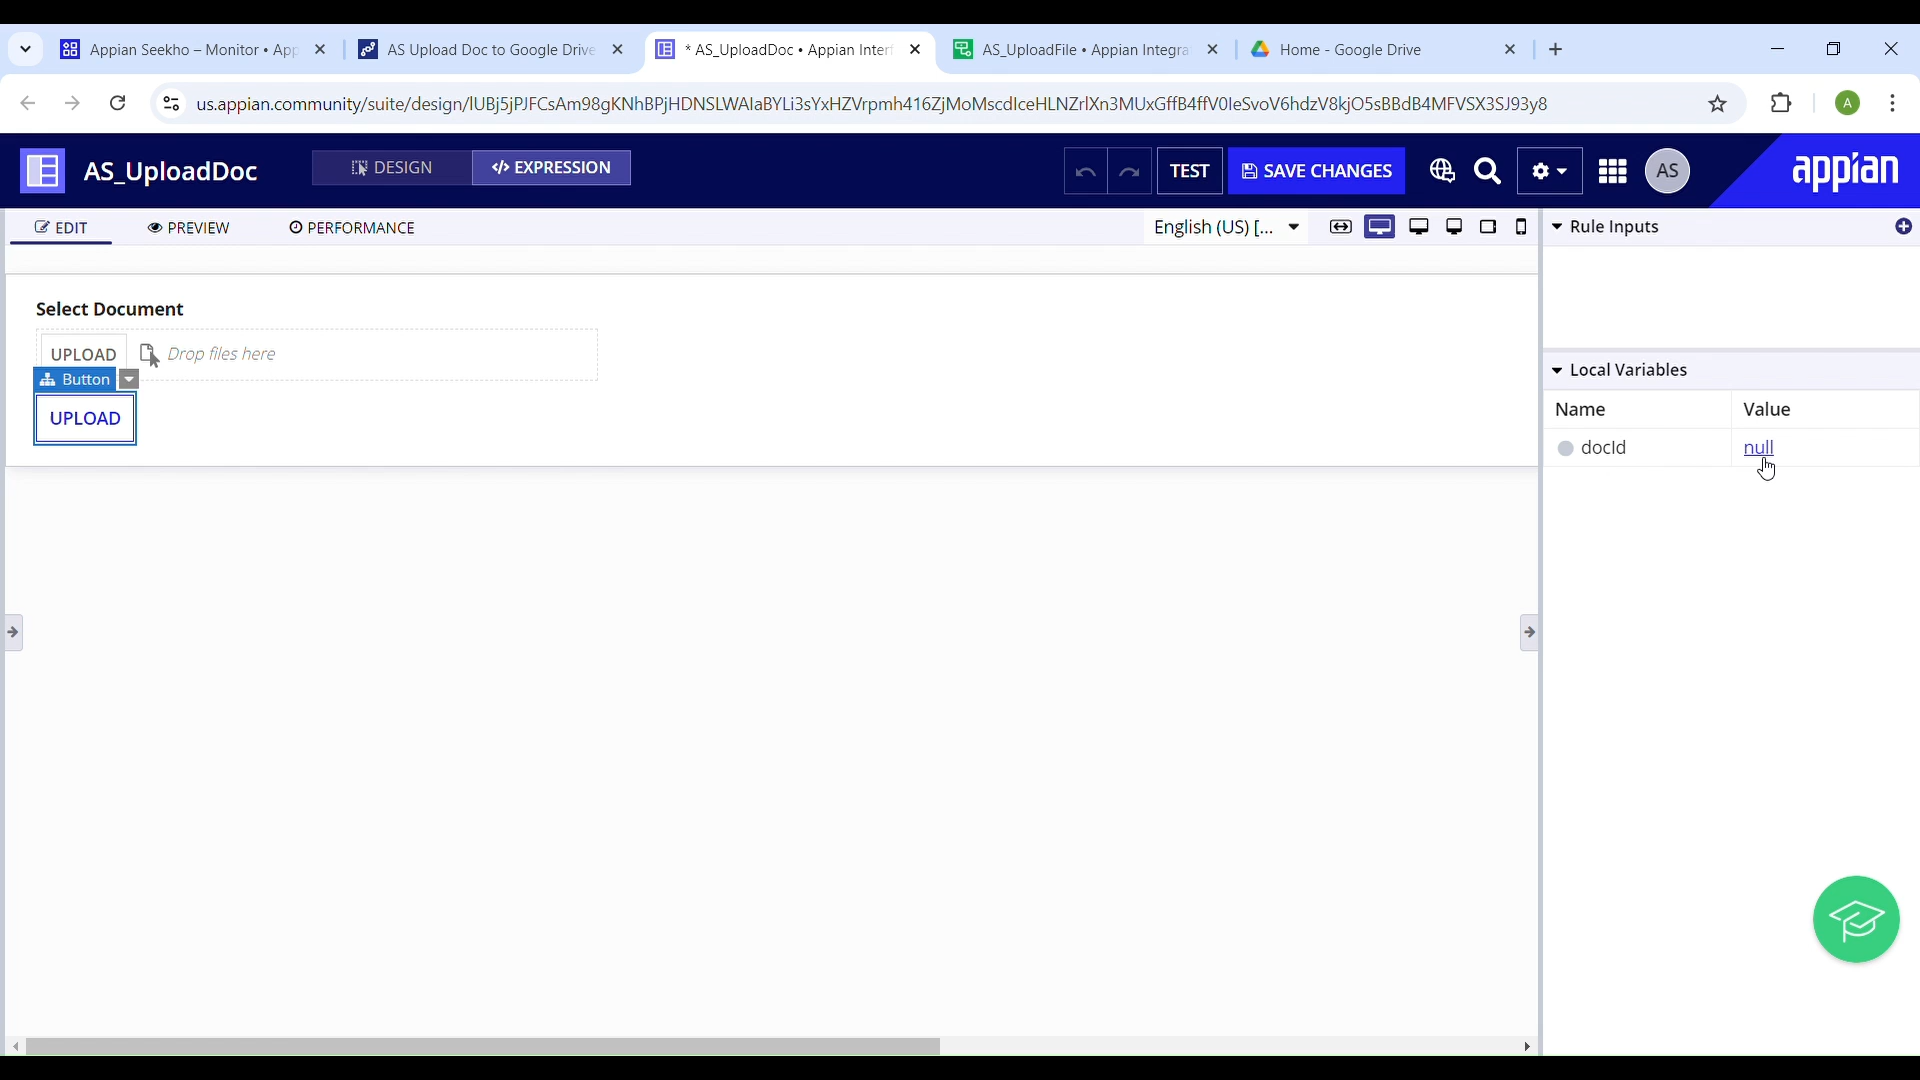 Appian Seekho – Monitor • App
AS Upload Doc to Google Drive
* AS_UploadDoc • Appian Inter
AS_UploadFile • Appian Integra
Home - Google Drive
us.appian.community/suite/design/lUBj5jPJFCsAm98gKNhBPjHDNSLWAIaBYLi3sYxHZVrpmh416ZjMoMscdlceHLNZrlXn3MUxGffB4ffV0IeSvoV6hdzV8kjO5sBBdB4MFVSX3SJ93y8
A
AS_UploadDoc
DESIGN
</> EXPRESSION
TEST
SAVE CHANGES
AS
appian
EDIT
PREVIEW
PERFORMANCE
English (US) [...
Rule Inputs
Select Document
UPLOAD
Drop files here
Button
UPLOAD
Local Variables
Name
Value
docId
null